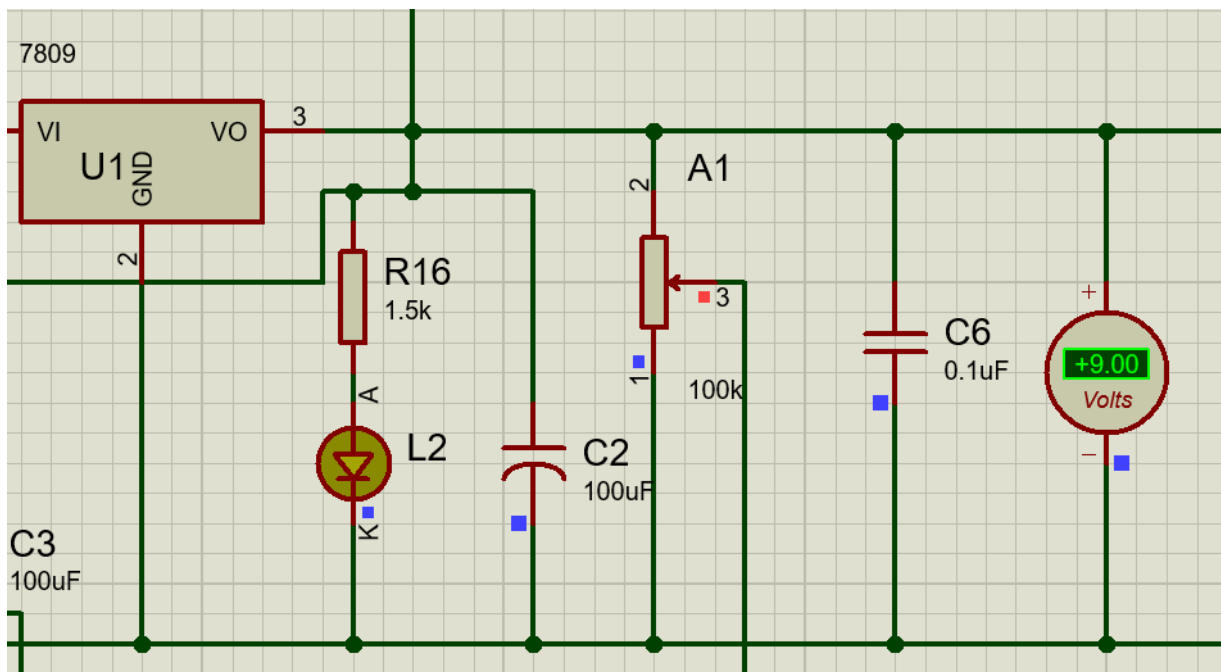 7809
VI
VO
3
U1
GND
2
A1
2
R16
1.5k
3
1
100k
C6
0.1uF
+
+9.00
Volts
−
A
L2
K
C2
100uF
C3
100uF